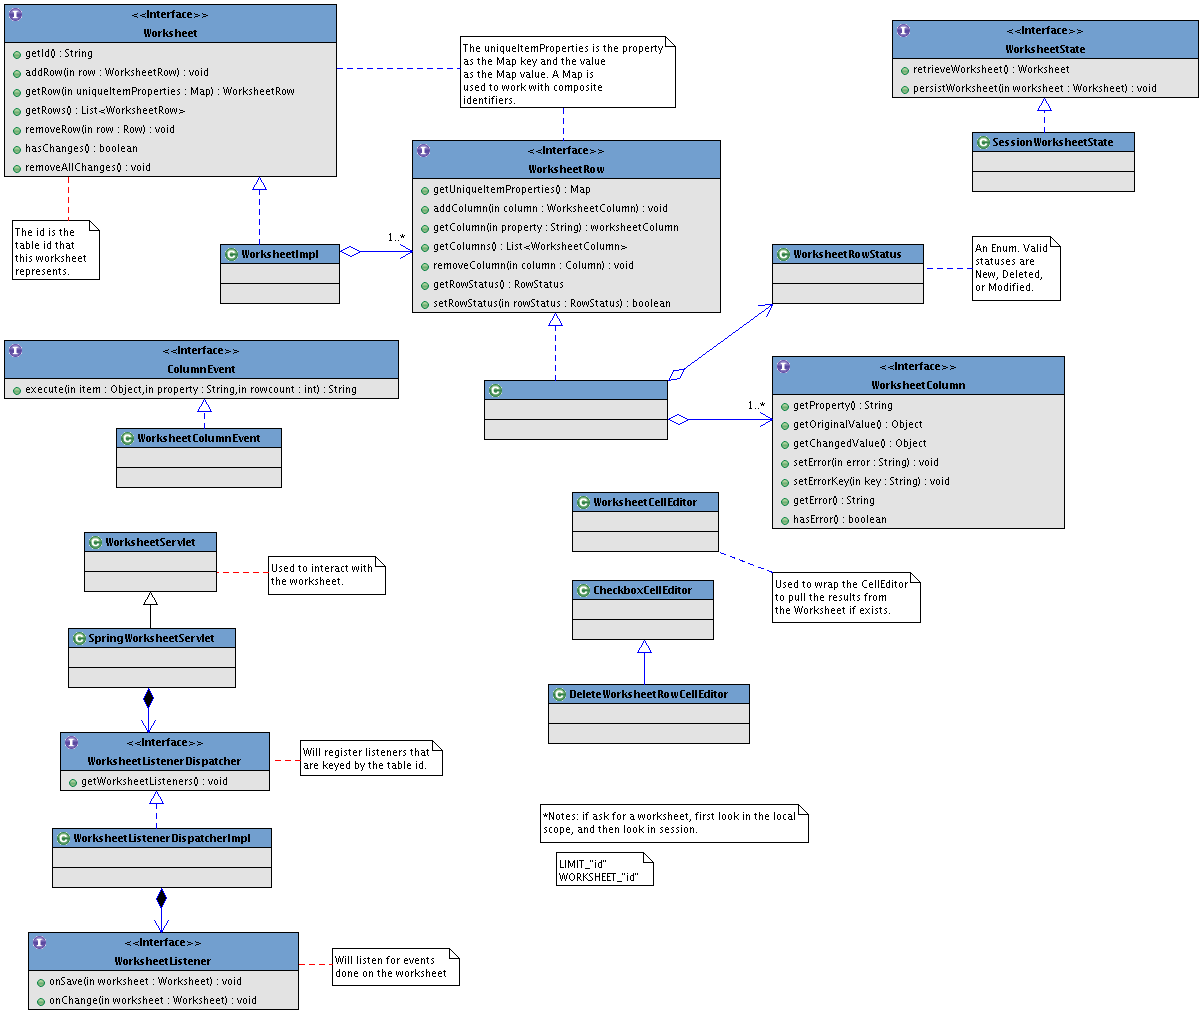 <<Interface>>
Worksheet
getId() : String
addRow(in row : WorksheetRow) : void
getRow(in uniqueItemProperties : Map) : WorksheetRow
getRows() : List<WorksheetRow>
removeRow(in row : Row) : void
hasChanges() : boolean
removeAllChanges() : void
The uniqueItemProperties is the property
as the Map key and the value
as the Map value. A Map is
used to work with composite
identifiers.
<<Interface>>
WorksheetState
retrieveWorksheet() : Worksheet
persistWorksheet(in worksheet : Worksheet) : void
SessionWorksheetState
<<Interface>>
WorksheetRow
getUniqueItemProperties() : Map
addColumn(in column : WorksheetColumn) : void
getColumn(in property : String) : worksheetColumn
getColumns() : List<WorksheetColumn>
removeColumn(in column : Column) : void
getRowStatus() : RowStatus
setRowStatus(in rowStatus : RowStatus) : boolean
The id is the
table id that
this worksheet
represents.
WorksheetImpl
1..*
WorksheetRowStatus
An Enum. Valid
statuses are
New, Deleted,
or Modified.
<<Interface>>
ColumnEvent
execute(in item : Object,in property : String,in rowcount : int) : String
WorksheetColumnEvent
1..*
<<Interface>>
WorksheetColumn
getProperty() : String
getOriginalValue() : Object
getChangedValue() : Object
setError(in error : String) : void
setErrorKey(in key : String) : void
getError() : String
hasError() : boolean
WorksheetCellEditor
Used to wrap the CellEditor
to pull the results from
the Worksheet if exists.
CheckboxCellEditor
DeleteWorksheetRowCellEditor
WorksheetServlet
Used to interact with
the worksheet.
SpringWorksheetServlet
<<Interface>>
WorksheetListenerDispatcher
getWorksheetListeners() : void
Will register listeners that
are keyed by the table id.
WorksheetListenerDispatcherImpl
*Notes: if ask for a worksheet, first look in the local
scope, and then look in session.
LIMIT_"id"
WORKSHEET_"id"
<<Interface>>
WorksheetListener
onSave(in worksheet : Worksheet) : void
onChange(in worksheet : Worksheet) : void
Will listen for events
done on the worksheet